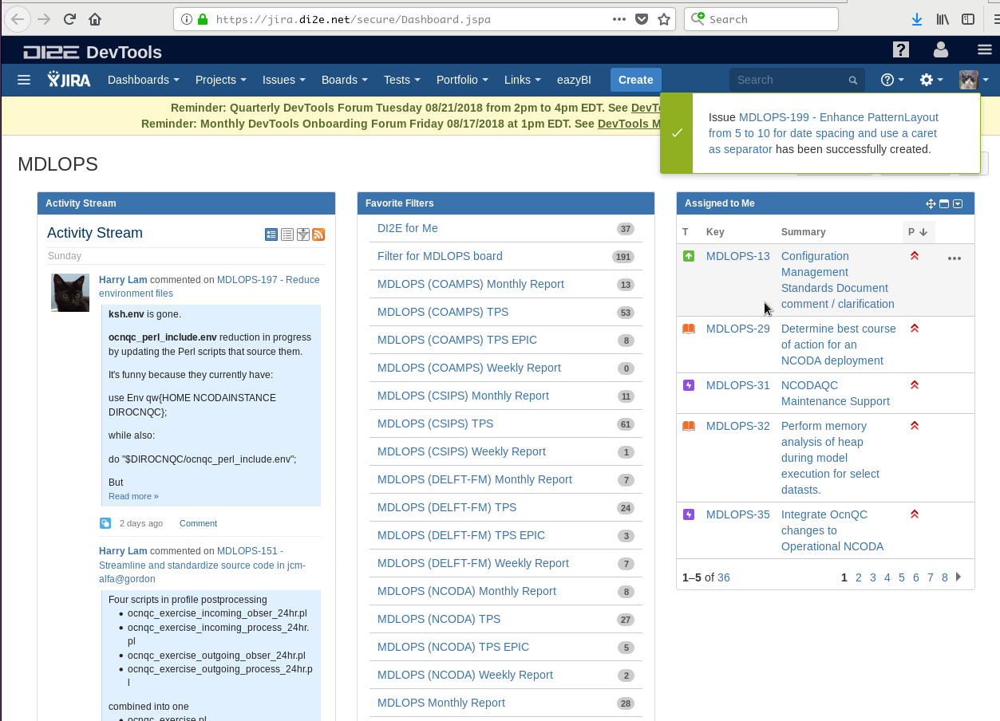 https://jira.di2e.net/secure/Dashboard.jspa
Search
DI2E DevTools
JIRA
Dashboards
Projects
Issues
Boards
Tests
Portfolio
Links
eazyBI
Create
Search
Reminder: Quarterly DevTools Forum Tuesday 08/21/2018 from 2pm to 4pm EDT. See DevT
Reminder: Monthly DevTools Onboarding Forum Friday 08/17/2018 at 1pm EDT. See DevTools M
Issue MDLOPS-199 - Enhance PatternLayout
from 5 to 10 for date spacing and use a caret
as separator has been successfully created.
MDLOPS
Activity Stream
Activity Stream
Sunday
Harry Lam commented on MDLOPS-197 - Reduce
environment files
ksh.env is gone.
ocnqc_perl_include.env reduction in progress
by updating the Perl scripts that source them.
It's funny because they currently have:
use Env qw{HOME NCODAINSTANCE
DIROCNQC};
while also:
do "$DIROCNQC/ocnqc_perl_include.env";
But
Read more »
2 days ago
Comment
Harry Lam commented on MDLOPS-151 -
Streamline and standardize source code in jcm-
alfa@gordon
Four scripts in profile postprocessing
• ocnqc_exercise_incoming_obser_24hr.pl
• ocnqc_exercise_incoming_process_24hr.
pl
• ocnqc_exercise_outgoing_obser_24hr.pl
• ocnqc_exercise_outgoing_process_24hr.p
l
combined into one
• ocnqc_exercise.pl
Favorite Filters
DI2E for Me 37
Filter for MDLOPS board 191
MDLOPS (COAMPS) Monthly Report 13
MDLOPS (COAMPS) TPS 53
MDLOPS (COAMPS) TPS EPIC 8
MDLOPS (COAMPS) Weekly Report 0
MDLOPS (CSIPS) Monthly Report 11
MDLOPS (CSIPS) TPS 61
MDLOPS (CSIPS) Weekly Report 1
MDLOPS (DELFT-FM) Monthly Report 7
MDLOPS (DELFT-FM) TPS 24
MDLOPS (DELFT-FM) TPS EPIC 3
MDLOPS (DELFT-FM) Weekly Report 7
MDLOPS (NCODA) Monthly Report 8
MDLOPS (NCODA) TPS 27
MDLOPS (NCODA) TPS EPIC 5
MDLOPS (NCODA) Weekly Report 2
MDLOPS Monthly Report 28
Assigned to Me
T Key Summary P
MDLOPS-13 Configuration
Management
Standards Document
comment / clarification
MDLOPS-29 Determine best course
of action for an
NCODA deployment
MDLOPS-31 NCODAQC
Maintenance Support
MDLOPS-32 Perform memory
analysis of heap
during model
execution for select
datasts.
MDLOPS-35 Integrate OcnQC
changes to
Operational NCODA
1–5 of 36
1 2 3 4 5 6 7 8